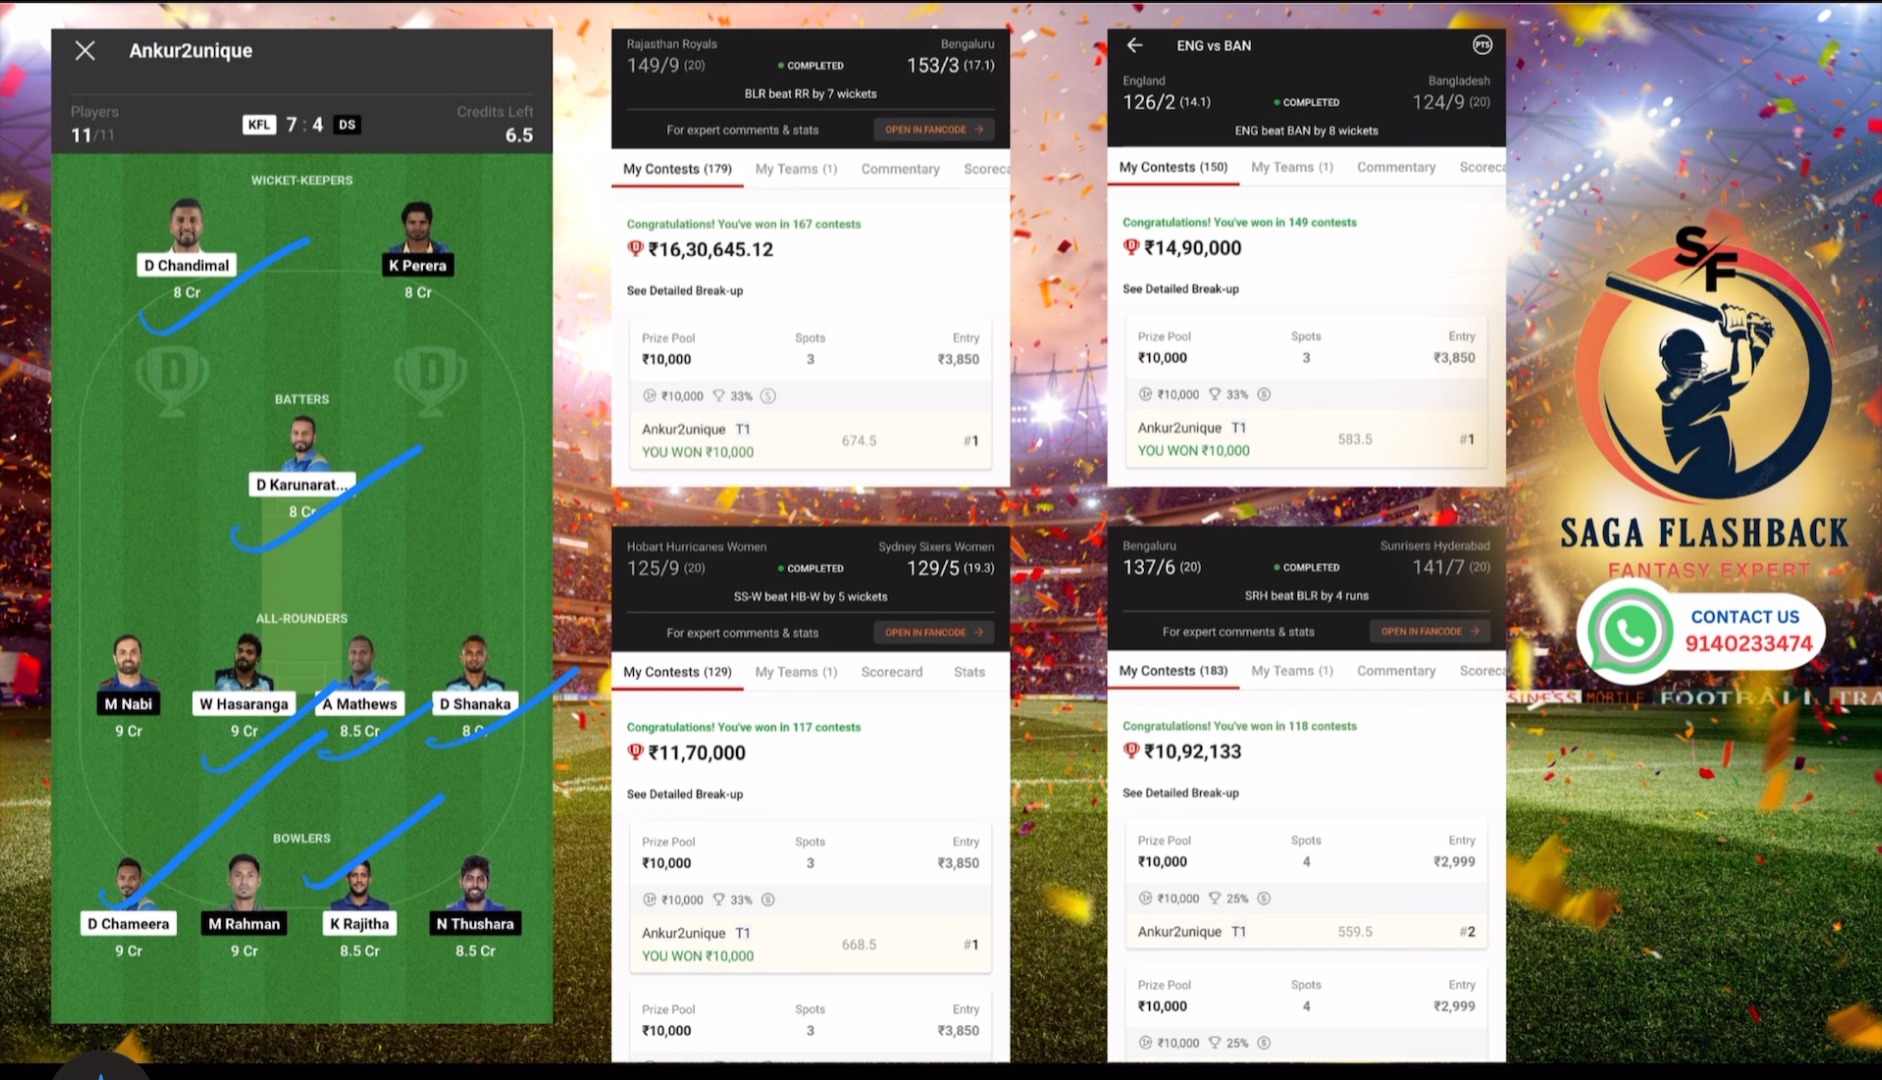 Ankur2unique
Players
11/11
KFL 7 : 4 DS
Credits Left
6.5
WICKET-KEEPERS
D Chandimal
8 Cr
K Perera
8 Cr
BATTERS
D Karunarat...
8 Cr
ALL-ROUNDERS
M Nabi
9 Cr
W Hasaranga
9 Cr
A Mathews
8.5 Cr
D Shanaka
8 Cr
BOWLERS
D Chameera
9 Cr
M Rahman
9 Cr
K Rajitha
8.5 Cr
N Thushara
8.5 Cr
Rajasthan Royals Bengaluru
149/9 (20) COMPLETED 153/3 (17.1)
BLR beat RR by 7 wickets
For expert comments & stats OPEN IN FANCODE
My Contests (179) My Teams (1) Commentary Scorec
Congratulations! You've won in 167 contests
₹16,30,645.12
See Detailed Break-up
Prize Pool Spots Entry
₹10,000 3 ₹3,850
₹10,000 33% S
Ankur2unique T1 674.5 #1
YOU WON ₹10,000
ENG vs BAN PTS
England Bangladesh
126/2 (14.1) COMPLETED 124/9 (20)
ENG beat BAN by 8 wickets
My Contests (150) My Teams (1) Commentary Scorec
Congratulations! You've won in 149 contests
₹14,90,000
See Detailed Break-up
Prize Pool Spots Entry
₹10,000 3 ₹3,850
₹10,000 33% S
Ankur2unique T1 583.5 #1
YOU WON ₹10,000
Hobart Hurricanes Women Sydney Sixers Women
125/9 (20) COMPLETED 129/5 (19.3)
SS-W beat HB-W by 5 wickets
For expert comments & stats OPEN IN FANCODE
My Contests (129) My Teams (1) Scorecard Stats
Congratulations! You've won in 117 contests
₹11,70,000
See Detailed Break-up
Prize Pool Spots Entry
₹10,000 3 ₹3,850
₹10,000 33% S
Ankur2unique T1 668.5 #1
YOU WON ₹10,000
Prize Pool Spots Entry
₹10,000 3 ₹3,850
Bengaluru Sunrisers Hyderabad
137/6 (20) COMPLETED 141/7 (20)
SRH beat BLR by 4 runs
For expert comments & stats OPEN IN FANCODE
My Contests (183) My Teams (1) Commentary Scorec
Congratulations! You've won in 118 contests
₹10,92,133
See Detailed Break-up
Prize Pool Spots Entry
₹10,000 4 ₹2,999
₹10,000 25% S
Ankur2unique T1 559.5 #2
Prize Pool Spots Entry
₹10,000 4 ₹2,999
₹10,000 25% S
SF
SAGA FLASHBACK
FANTASY EXPERT
CONTACT US
9140233474
SINESS MOBILE FOOTBALL TRA